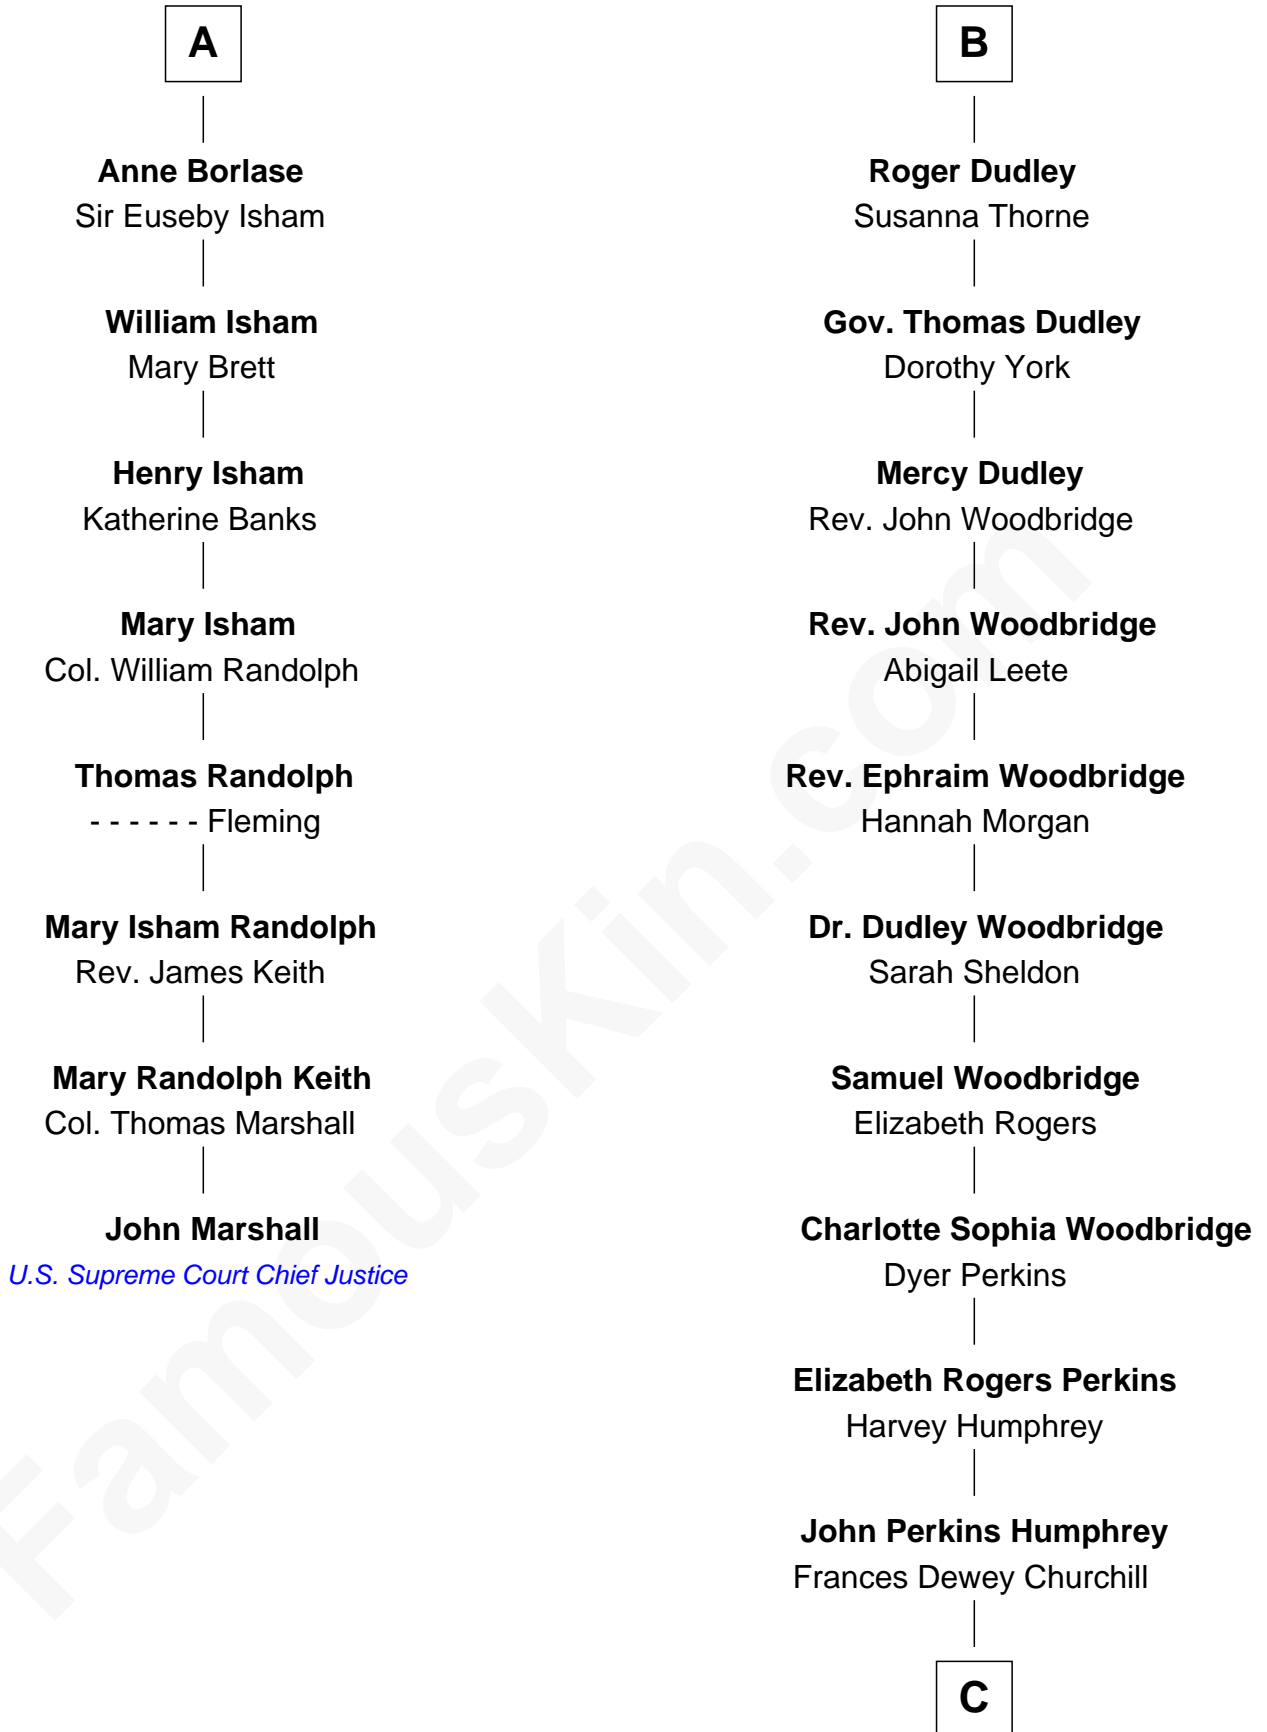 A
Anne Borlase
Sir Euseby Isham
William Isham
Mary Brett
Henry Isham
Katherine Banks
Mary Isham
Col. William Randolph
Thomas Randolph
- - - - - - Fleming
Mary Isham Randolph
Rev. James Keith
Mary Randolph Keith
Col. Thomas Marshall
John Marshall
U.S. Supreme Court Chief Justice
B
Roger Dudley
Susanna Thorne
Gov. Thomas Dudley
Dorothy York
Mercy Dudley
Rev. John Woodbridge
Rev. John Woodbridge
Abigail Leete
Rev. Ephraim Woodbridge
Hannah Morgan
Dr. Dudley Woodbridge
Sarah Sheldon
Samuel Woodbridge
Elizabeth Rogers
Charlotte Sophia Woodbridge
Dyer Perkins
Elizabeth Rogers Perkins
Harvey Humphrey
John Perkins Humphrey
Frances Dewey Churchill
C
FamousKin.com